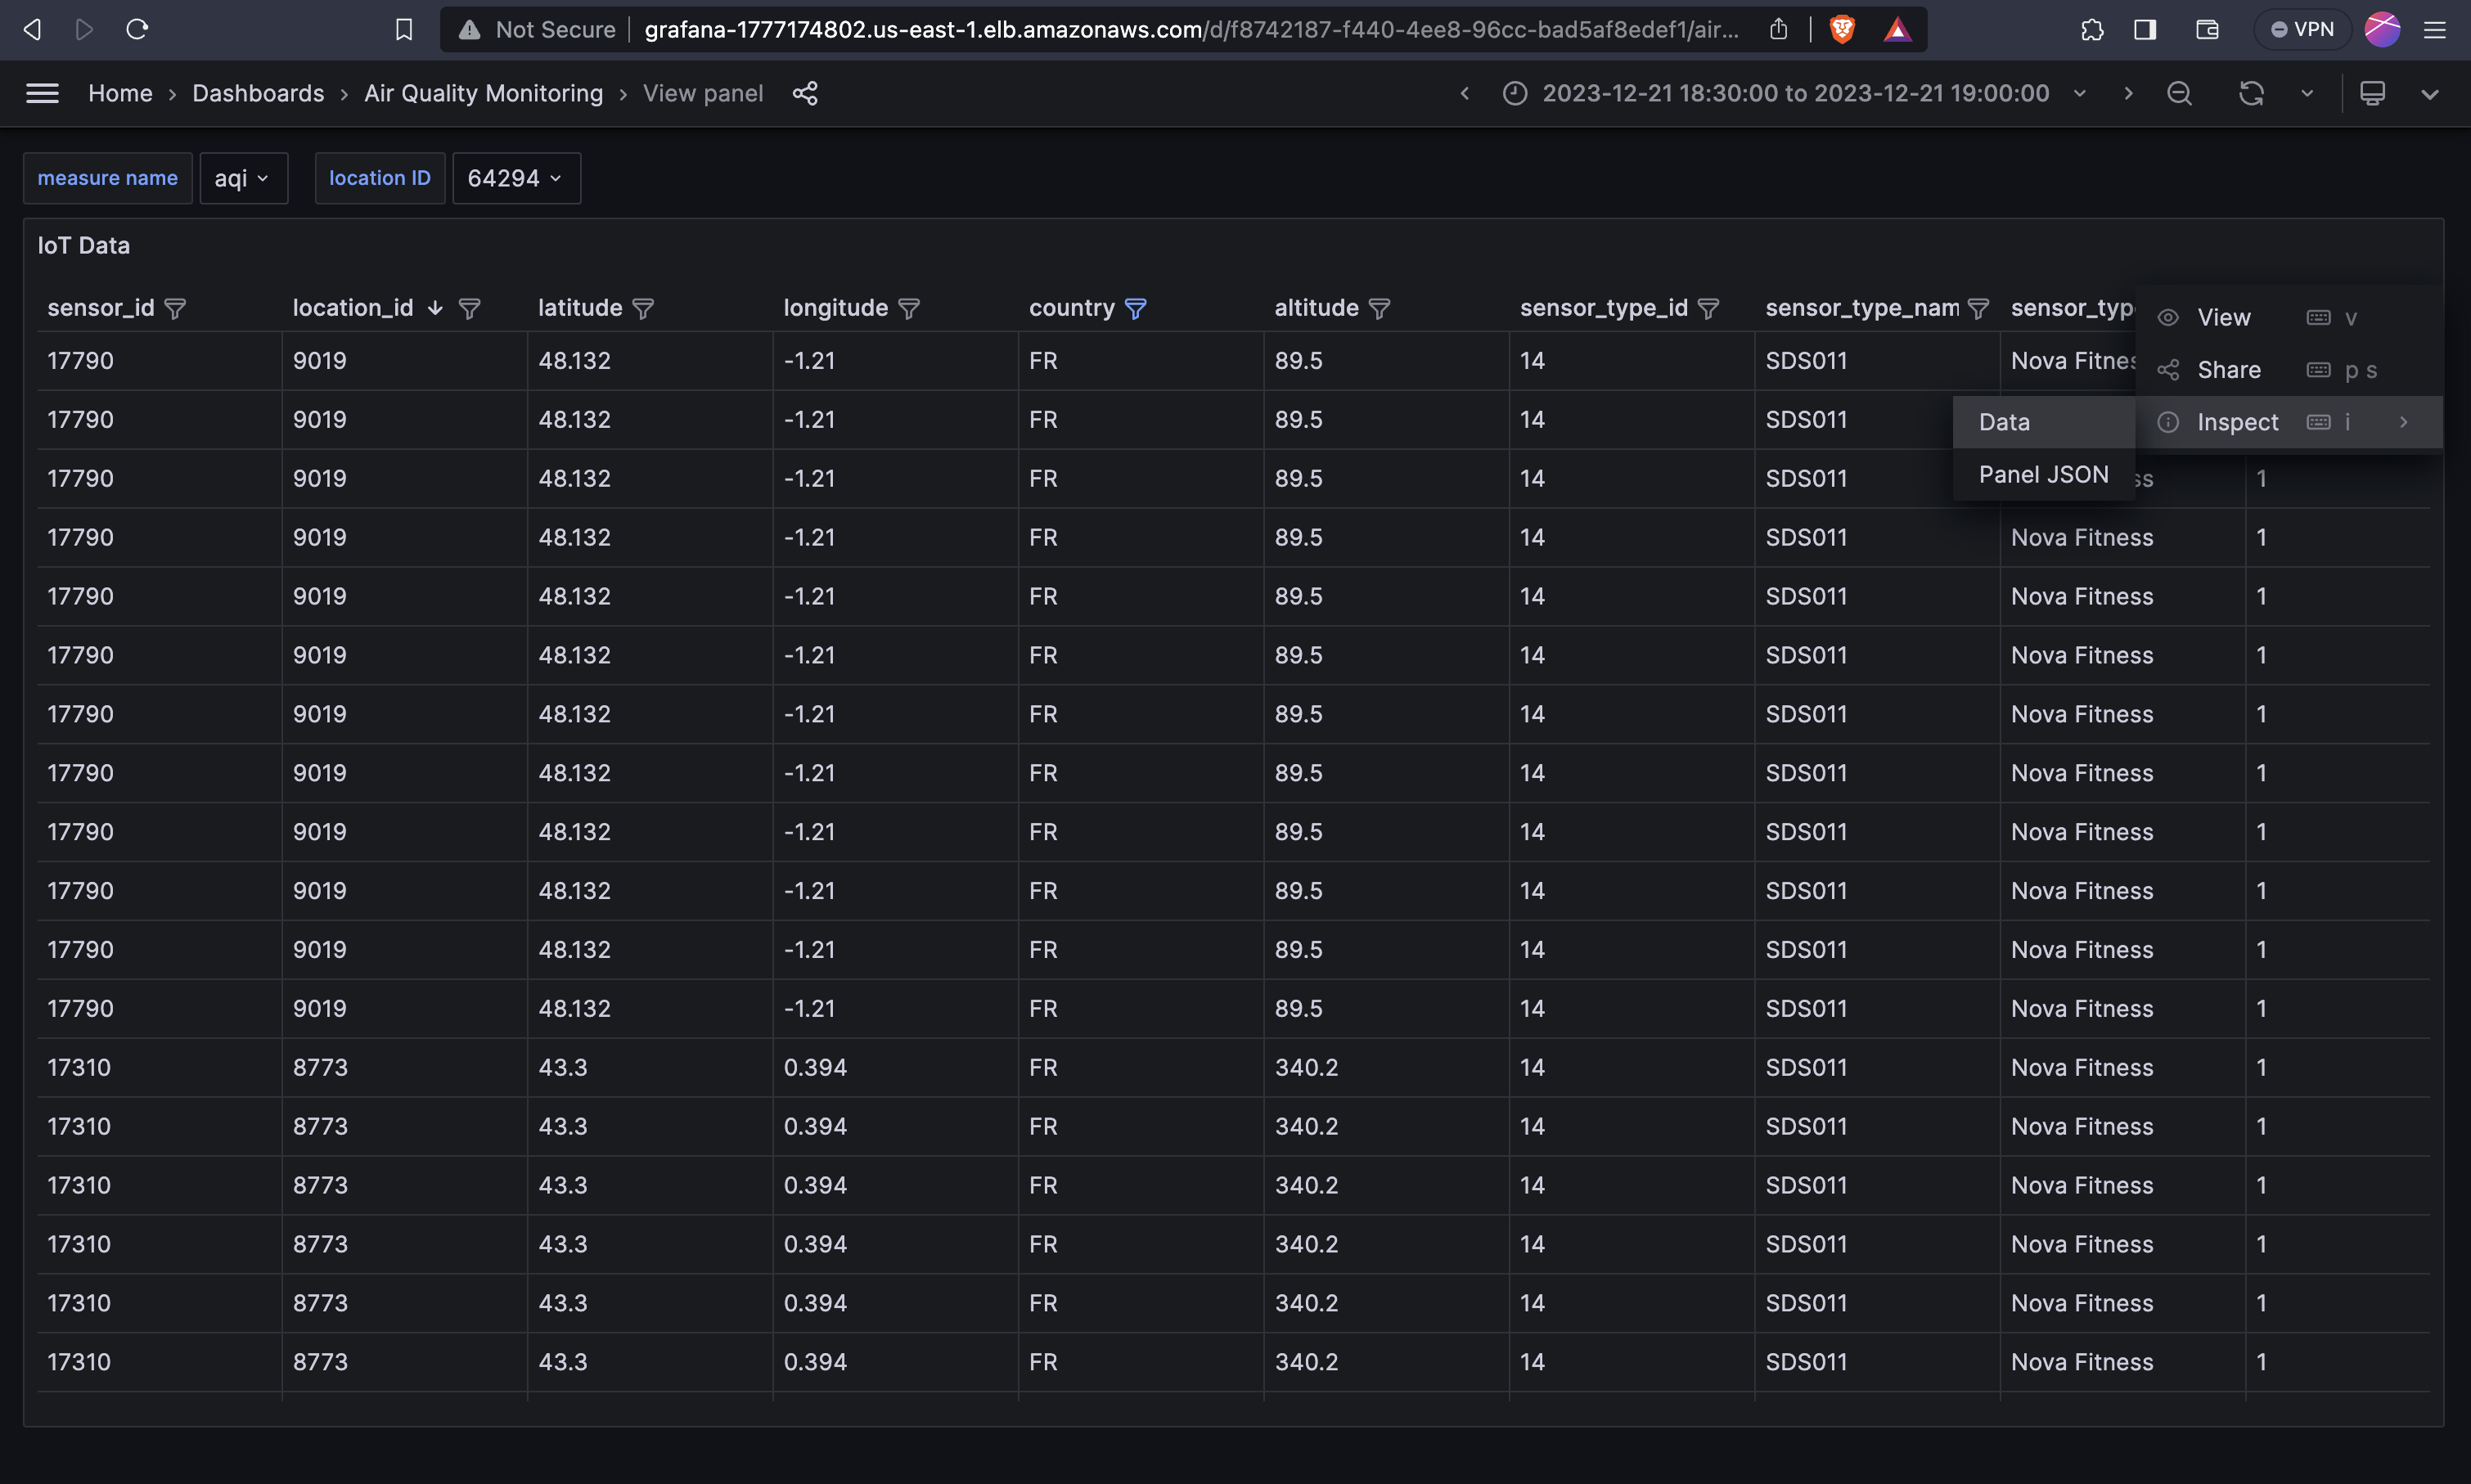 Not Secure grafana-1777174802.us-east-1.elb.amazonaws.com/d/f8742187-f440-4ee8-96cc-bad5af8edef1/air... VPN
Home › Dashboards › Air Quality Monitoring › View panel 2023-12-21 18:30:00 to 2023-12-21 19:00:00
measure name aqi location ID 64294
IoT Data
sensor_id location_id latitude longitude country altitude sensor_type_id sensor_type_nam sensor_typ
View v
17790 9019 48.132 -1.21 FR 89.5 14 SDS011 Nova Fitnes
Share p s
17790 9019 48.132 -1.21 FR 89.5 14 SDS011
Data Inspect i
17790 9019 48.132 -1.21 FR 89.5 14 SDS011 ss 1
Panel JSON
17790 9019 48.132 -1.21 FR 89.5 14 SDS011 Nova Fitness 1
17790 9019 48.132 -1.21 FR 89.5 14 SDS011 Nova Fitness 1
17790 9019 48.132 -1.21 FR 89.5 14 SDS011 Nova Fitness 1
17790 9019 48.132 -1.21 FR 89.5 14 SDS011 Nova Fitness 1
17790 9019 48.132 -1.21 FR 89.5 14 SDS011 Nova Fitness 1
17790 9019 48.132 -1.21 FR 89.5 14 SDS011 Nova Fitness 1
17790 9019 48.132 -1.21 FR 89.5 14 SDS011 Nova Fitness 1
17790 9019 48.132 -1.21 FR 89.5 14 SDS011 Nova Fitness 1
17790 9019 48.132 -1.21 FR 89.5 14 SDS011 Nova Fitness 1
17310 8773 43.3 0.394 FR 340.2 14 SDS011 Nova Fitness 1
17310 8773 43.3 0.394 FR 340.2 14 SDS011 Nova Fitness 1
17310 8773 43.3 0.394 FR 340.2 14 SDS011 Nova Fitness 1
17310 8773 43.3 0.394 FR 340.2 14 SDS011 Nova Fitness 1
17310 8773 43.3 0.394 FR 340.2 14 SDS011 Nova Fitness 1
17310 8773 43.3 0.394 FR 340.2 14 SDS011 Nova Fitness 1